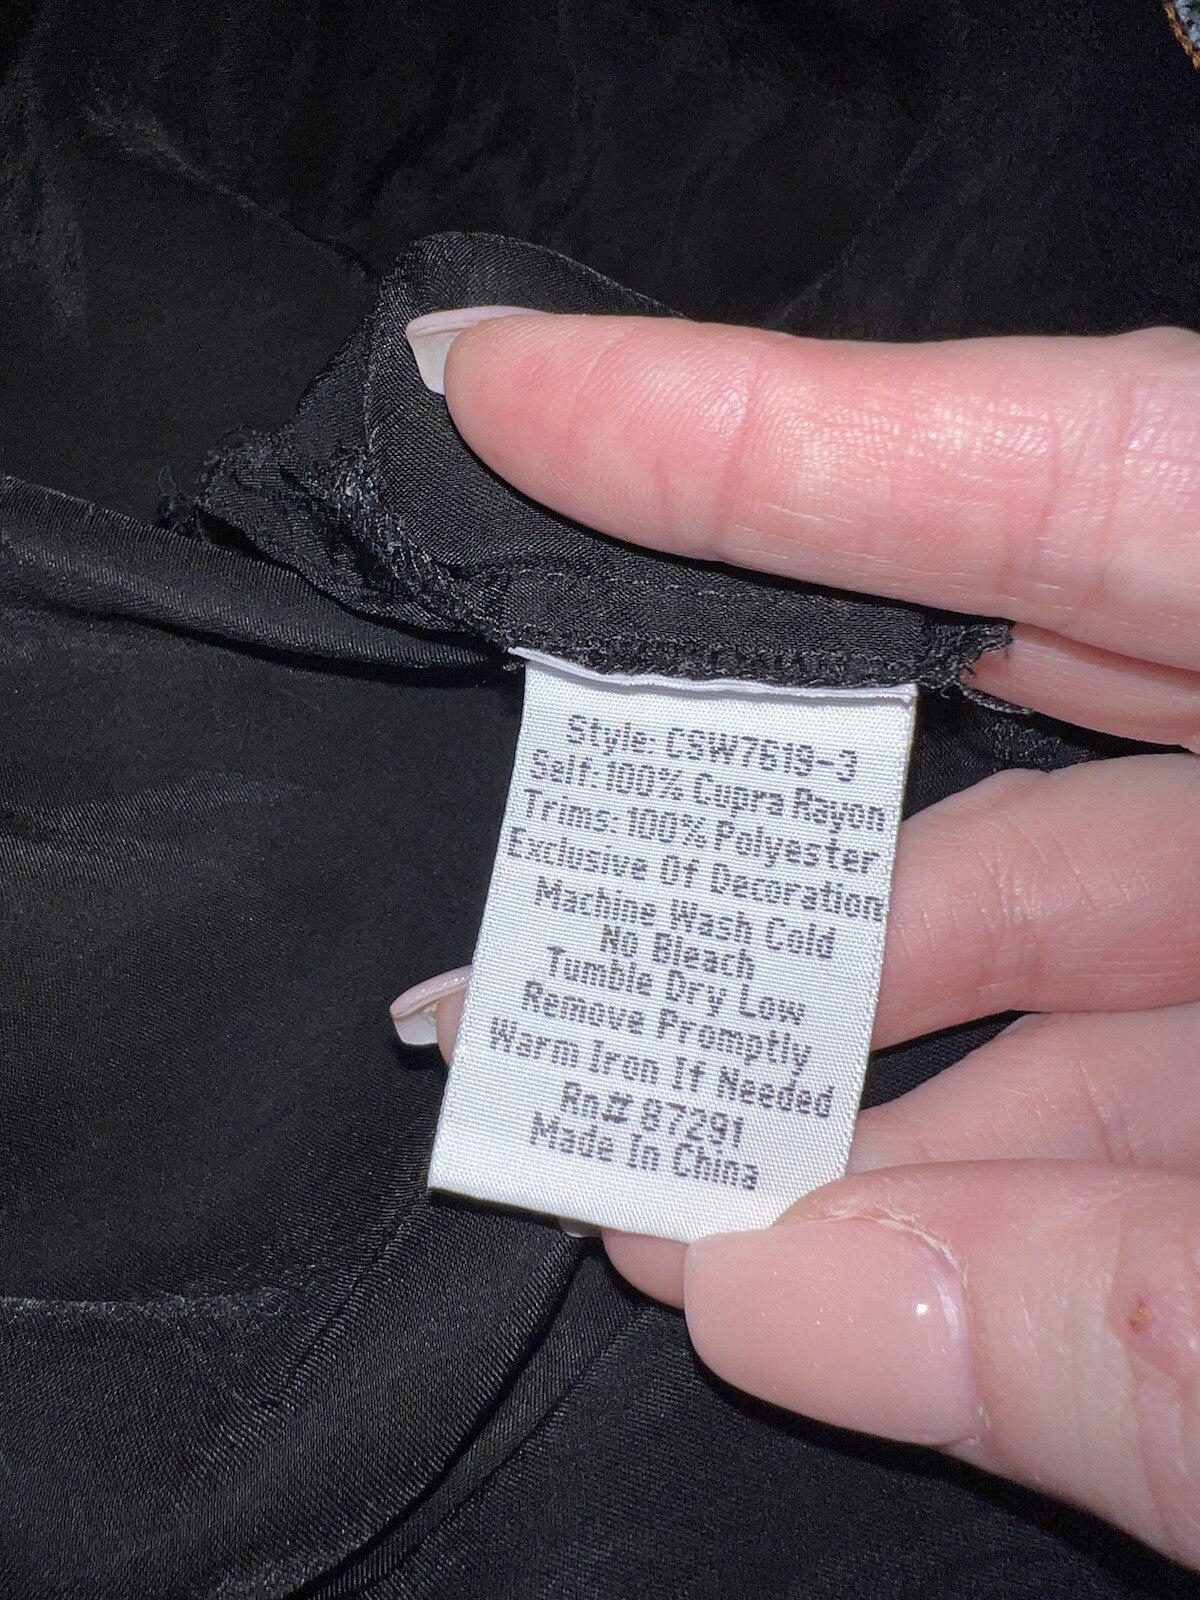 Style: CSW7619-3
Self: 100% Cupra Rayon
Trims: 100% Polyester
Exclusive Of Decoration
Machine Wash Cold
No Bleach
Tumble Dry Low
Remove Promptly
Warm Iron If Needed
Rn# 87291
Made In China